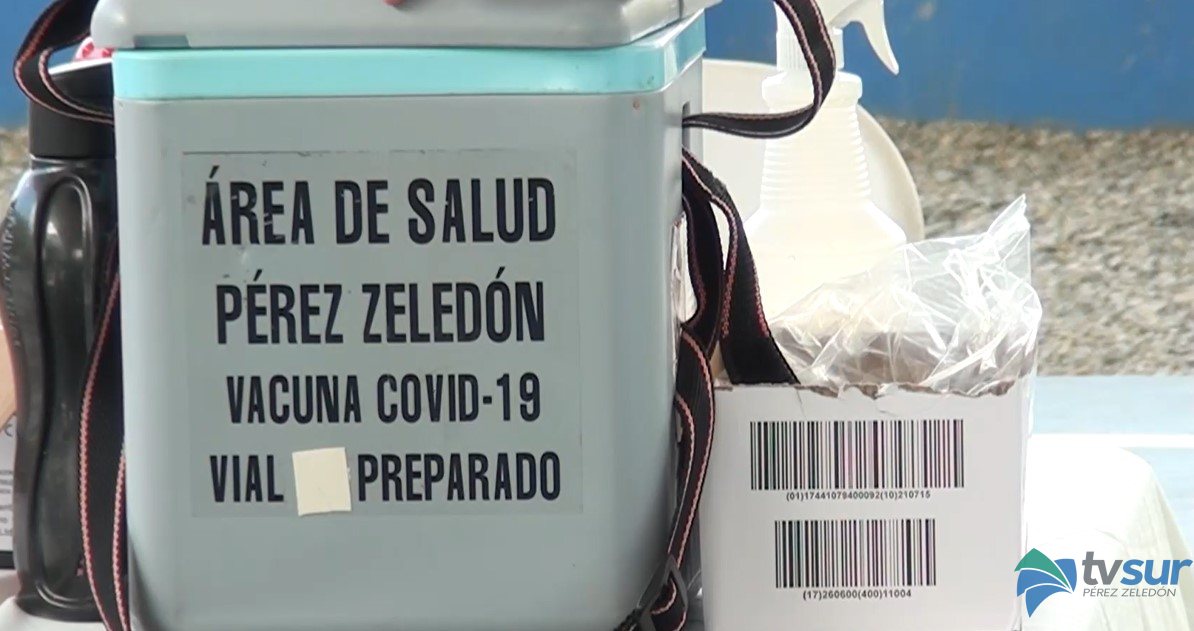 ÁREA DE SALUD
PÉREZ ZELEDÓN
VACUNA COVID-19
VIAL PREPARADO
(01)17441079400092(10)210715
(17)260600(400)11004
tvsur
PÉREZ ZELEDÓN